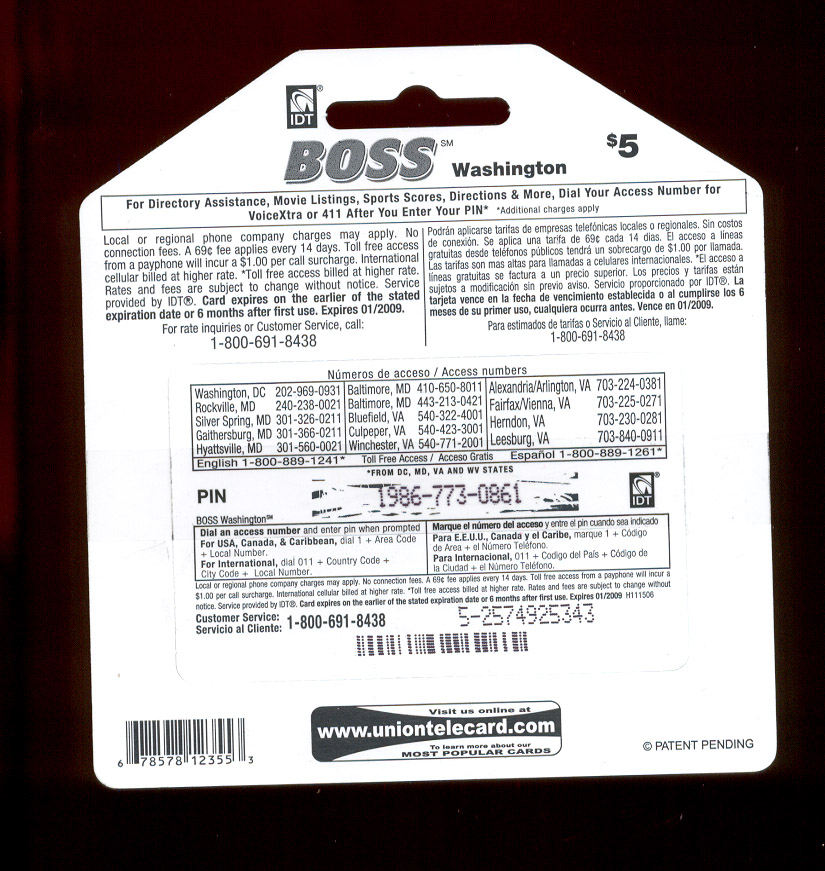 IDT®
BOSS℠ Washington $5
For Directory Assistance, Movie Listings, Sports Scores, Directions & More, Dial Your Access Number for
VoiceXtra or 411 After You Enter Your PIN* *Additional charges apply
Local or regional phone company charges may apply. No
connection fees. A 69¢ fee applies every 14 days. Toll free access
from a payphone will incur a $1.00 per call surcharge. International
cellular billed at higher rate. *Toll free access billed at higher rate.
Rates and fees are subject to change without notice. Service
provided by IDT®. Card expires on the earlier of the stated
expiration date or 6 months after first use. Expires 01/2009.
For rate inquiries or Customer Service, call:
1-800-691-8438
Podrán aplicarse tarifas de empresas telefónicas locales o regionales. Sin costos
de conexión. Se aplica una tarifa de 69¢ cada 14 dias. El acceso a líneas
gratuitas desde teléfonos públicos tendrá un sobrecargo de $1.00 por llamada.
Las tarifas son mas altas para llamadas a celulares internacionales. *El acceso a
líneas gratuitas se factura a un precio superior. Los precios y tarifas están
sujetos a modificación sin previo aviso. Servicio proporcionado por IDT®. La
tarjeta vence en la fecha de vencimiento establecida o al cumplirse los 6
meses de su primer uso, cualquiera ocurra antes. Vence en 01/2009.
Para estimados de tarifas o Servicio al Cliente, llame:
1-800-691-8438
Números de acceso / Access numbers
Washington, DC 202-969-0931 Baltimore, MD 410-650-8011 Alexandria/Arlington, VA 703-224-0381
Rockville, MD 240-238-0021 Baltimore, MD 443-213-0421 Fairfax/Vienna, VA 703-225-0271
Silver Spring, MD 301-326-0211 Bluefield, VA 540-322-4001 Herndon, VA 703-230-0281
Gaithersburg, MD 301-366-0211 Culpeper, VA 540-423-3001 Leesburg, VA 703-840-0911
Hyattsville, MD 301-560-0021 Winchester, VA 540-771-2001
English 1-800-889-1241* Toll Free Access / Acceso Gratis Español 1-800-889-1261*
*FROM DC, MD, VA AND WV STATES
PIN 1986-773-0861
IDT®
BOSS Washington℠
Dial an access number and enter pin when prompted
For USA, Canada, & Caribbean, dial 1 + Area Code
+ Local Number.
For International, dial 011 + Country Code +
City Code + Local Number.
Marque el número del acceso y entre el pin cuando sea indicado
Para E.E.U.U., Canada y el Caribe, marque 1 + Código
de Area + el Número Teléfono.
Para Internacional, 011 + Codigo del País + Código de
la Ciudad + el Número Teléfono.
Local or regional phone company charges may apply. No connection fees. A 69¢ fee applies every 14 days. Toll free access from a payphone will incur a
$1.00 per call surcharge. International cellular billed at higher rate. *Toll free access billed at higher rate. Rates and fees are subject to change without
notice. Service provided by IDT®. Card expires on the earlier of the stated expiration date or 6 months after first use. Expires 01/2009 H111506
Customer Service:
Servicio al Cliente: 1-800-691-8438
5-2574925343
Visit us online at
www.uniontelecard.com
To learn more about our
MOST POPULAR CARDS
6 78578 12355 3
© PATENT PENDING